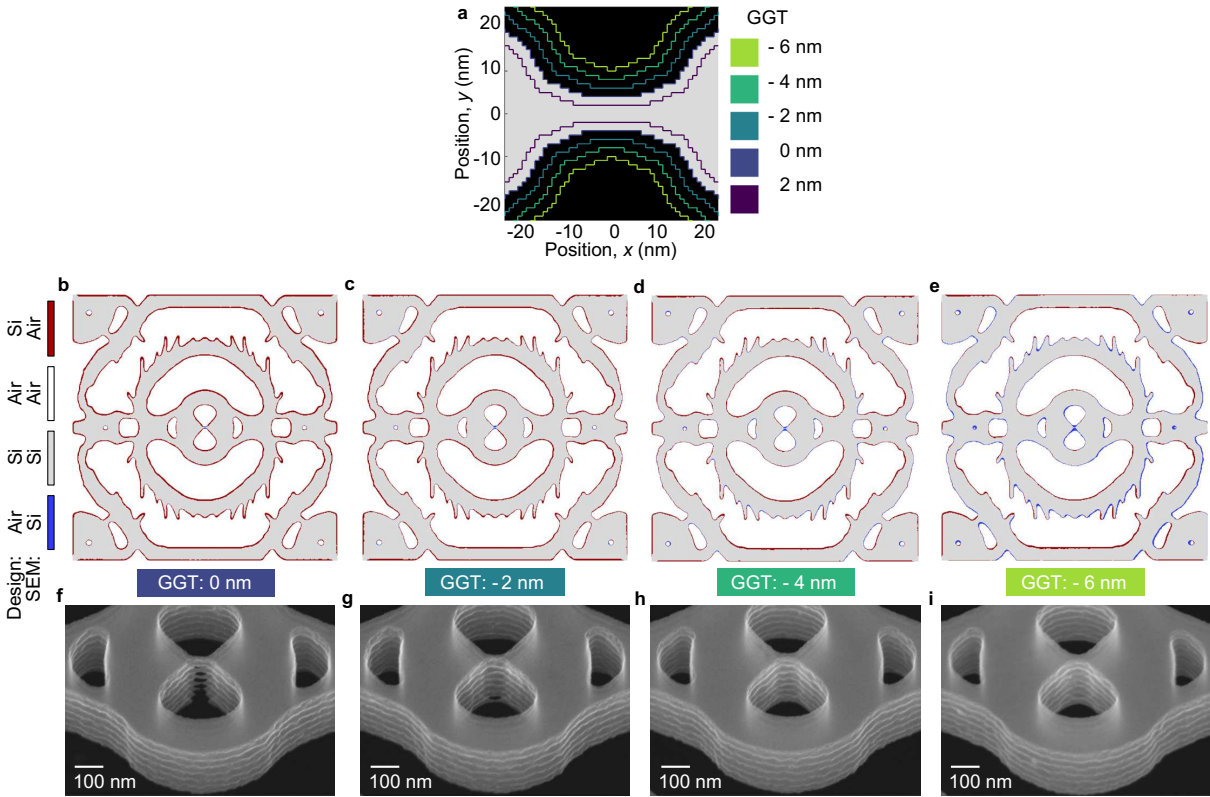 a
GGT
20
10
0
-10
-20
Position, y (nm)
-20 -10 0 10 20
Position, x (nm)
- 6 nm
- 4 nm
- 2 nm
0 nm
2 nm
b
c
d
e
Si
Air
Air
Air
Si
Si
Air
Si
Design:
SEM:
GGT: 0 nm
GGT: - 2 nm
GGT: - 4 nm
GGT: - 6 nm
f
g
h
i
100 nm
100 nm
100 nm
100 nm